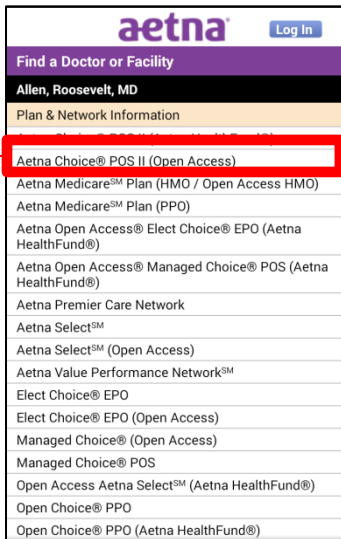 aetna®
Log In
Find a Doctor or Facility
Allen, Roosevelt, MD
Plan & Network Information
Aetna Choice® POS II (Open Access)
Aetna Medicare℠ Plan (HMO / Open Access HMO)
Aetna Medicare℠ Plan (PPO)
Aetna Open Access® Elect Choice® EPO (Aetna
HealthFund®)
Aetna Open Access® Managed Choice® POS (Aetna
HealthFund®)
Aetna Premier Care Network
Aetna Select℠
Aetna Select℠ (Open Access)
Aetna Value Performance Network℠
Elect Choice® EPO
Elect Choice® EPO (Open Access)
Managed Choice® (Open Access)
Managed Choice® POS
Open Access Aetna Select℠ (Aetna HealthFund®)
Open Choice® PPO
Open Choice® PPO (Aetna HealthFund®)